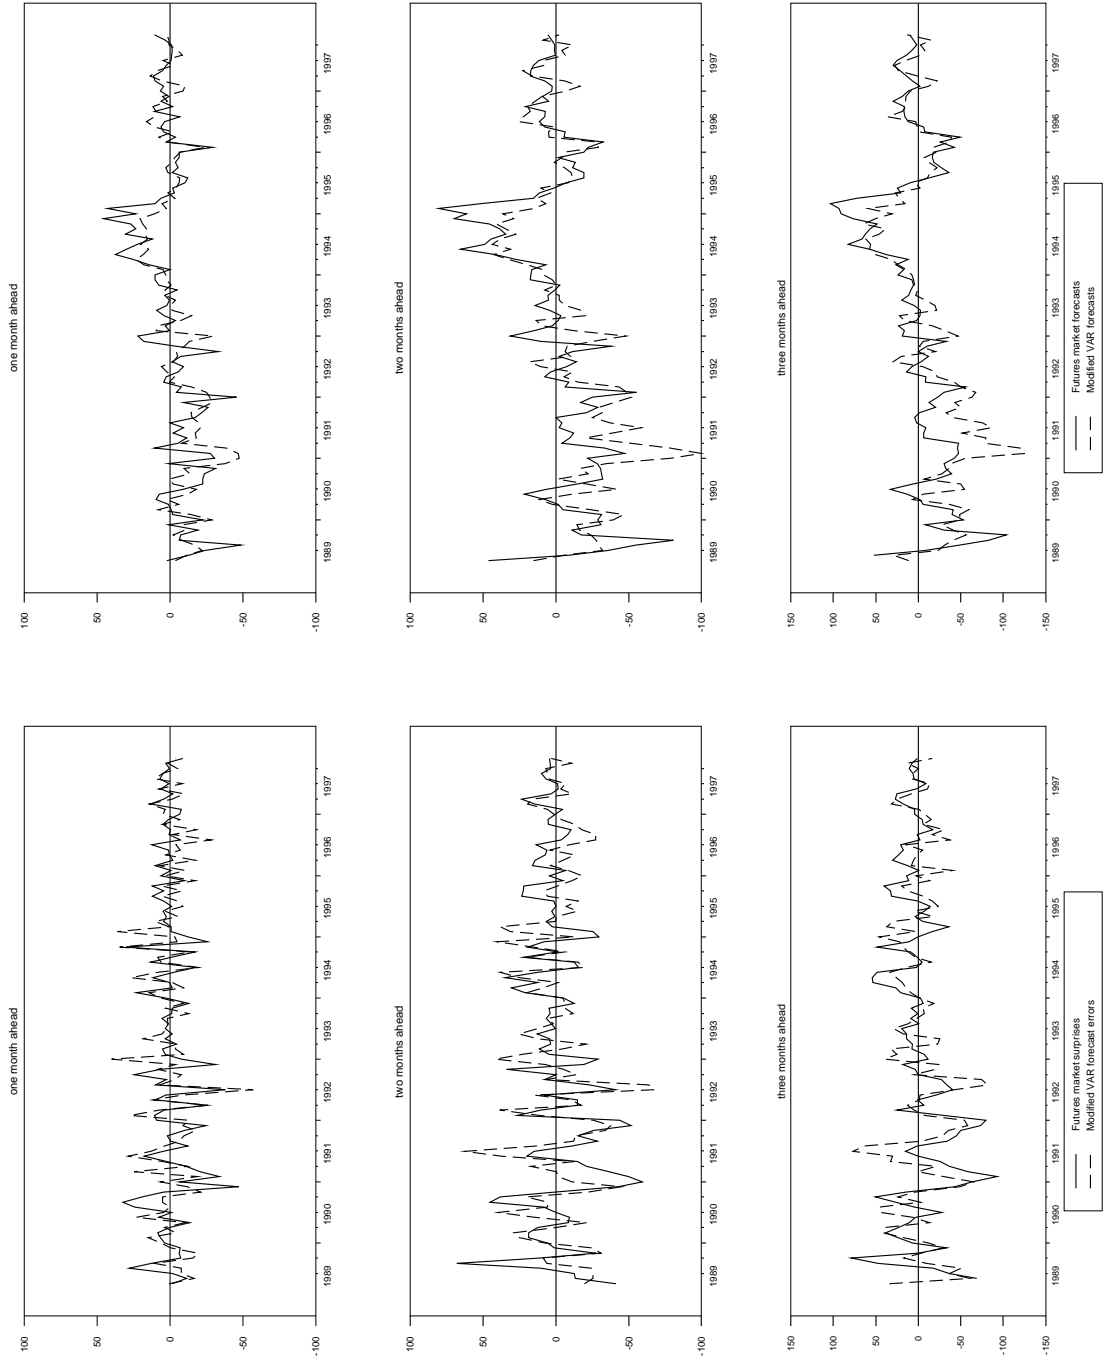 one month ahead
100
50
0
-50
-100
1989 1990 1991 1992 1993 1994 1995 1996 1997
one month ahead
100
50
0
-50
-100
1989 1990 1991 1992 1993 1994 1995 1996 1997
two months ahead
100
50
0
-50
-100
1989 1990 1991 1992 1993 1994 1995 1996 1997
two months ahead
100
50
0
-50
-100
1989 1990 1991 1992 1993 1994 1995 1996 1997
three months ahead
150
100
50
0
-50
-100
-150
1989 1990 1991 1992 1993 1994 1995 1996 1997
Futures market surprises
Modified VAR forecast errors
three months ahead
150
100
50
0
-50
-100
-150
1989 1990 1991 1992 1993 1994 1995 1996 1997
Futures market forecasts
Modified VAR forecasts